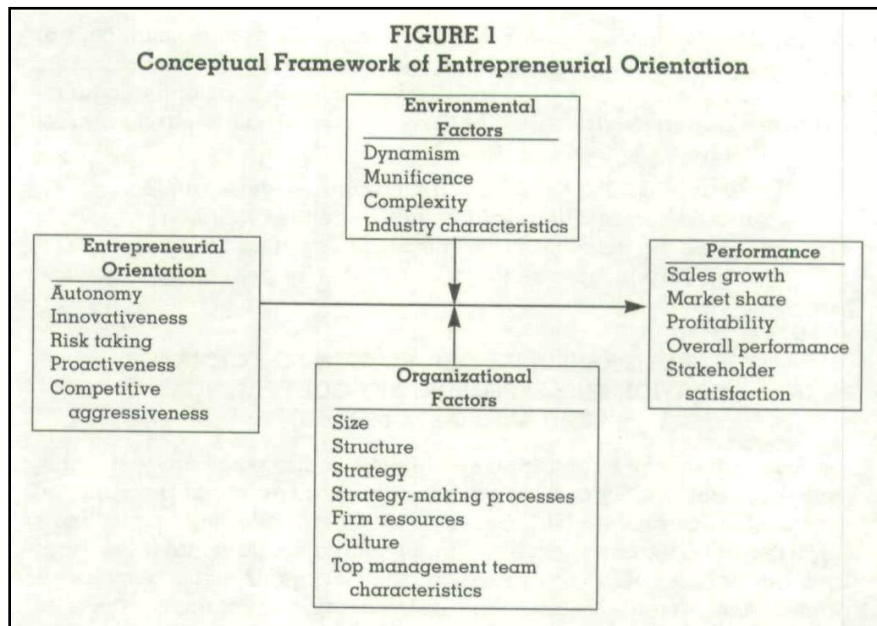 FIGURE 1
Conceptual Framework of Entrepreneurial Orientation
Environmental
Factors
Dynamism
Munificence
Complexity
Industry characteristics
Entrepreneurial
Orientation
Autonomy
Innovativeness
Risk taking
Proactiveness
Competitive
aggressiveness
Performance
Sales growth
Market share
Profitability
Overall performance
Stakeholder
satisfaction
Organizational
Factors
Size
Structure
Strategy
Strategy-making processes
Firm resources
Culture
Top management team
characteristics